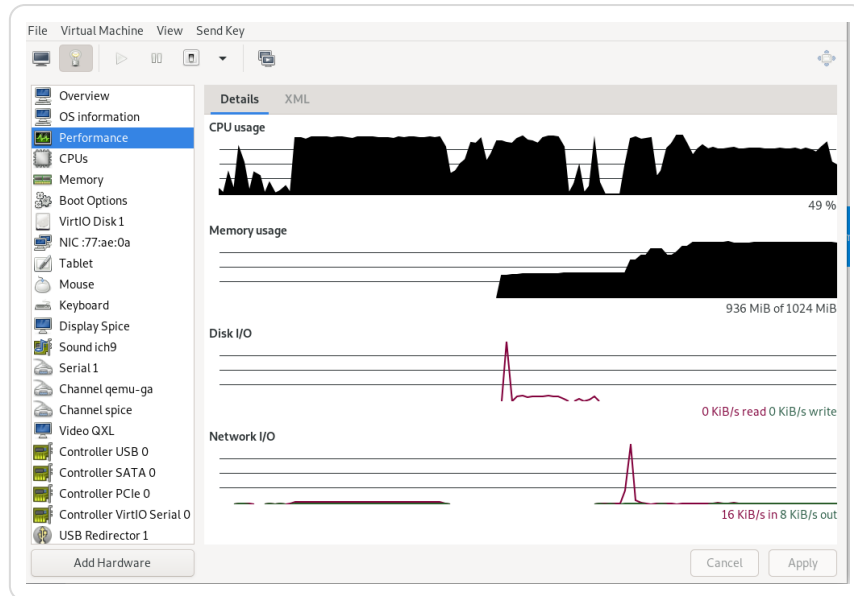 File Virtual Machine View Send Key
Overview
OS information
Performance
CPUs
Memory
Boot Options
VirtIO Disk 1
NIC :77:ae:0a
Tablet
Mouse
Keyboard
Display Spice
Sound ich9
Serial 1
Channel qemu-ga
Channel spice
Video QXL
Controller USB 0
Controller SATA 0
Controller PCIe 0
Controller VirtIO Serial 0
USB Redirector 1
Add Hardware
Details XML
CPU usage
49 %
Memory usage
936 MiB of 1024 MiB
Disk I/O
0 KiB/s read 0 KiB/s write
Network I/O
16 KiB/s in 8 KiB/s out
Cancel Apply